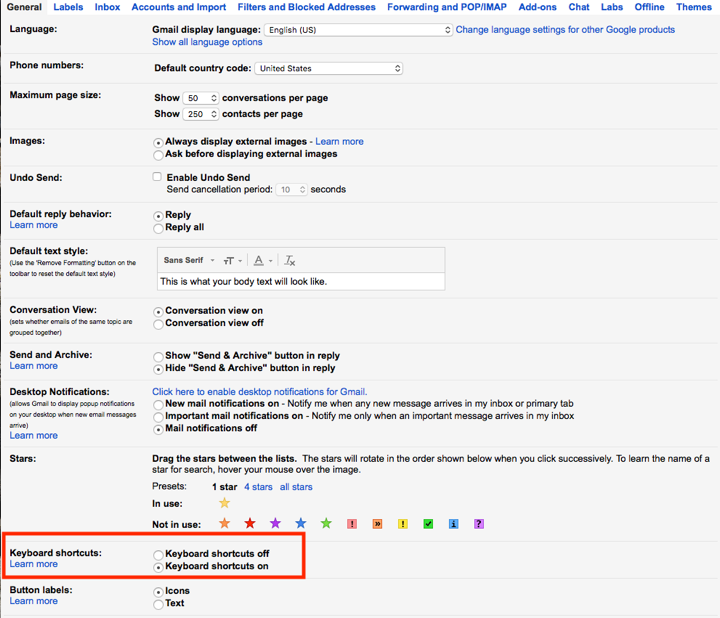 General Labels Inbox Accounts and Import Filters and Blocked Addresses Forwarding and POP/IMAP Add-ons Chat Labs Offline Themes
Language: Gmail display language: English (US) Change language settings for other Google products
Show all language options
Phone numbers: Default country code: United States
Maximum page size: Show 50 conversations per page
Show 250 contacts per page
Images: Always display external images - Learn more
Ask before displaying external images
Undo Send: Enable Undo Send
Send cancellation period: 10 seconds
Default reply behavior: Reply
Learn more Reply all
Default text style:
(Use the 'Remove Formatting' button on the
toolbar to reset the default text style)
Sans Serif TT A Tx
This is what your body text will look like.
Conversation View: Conversation view on
(sets whether emails of the same topic are
grouped together)
Conversation view off
Send and Archive: Show "Send & Archive" button in reply
Learn more Hide "Send & Archive" button in reply
Desktop Notifications: Click here to enable desktop notifications for Gmail.
(allows Gmail to display popup notifications
on your desktop when new email messages
arrive)
Learn more
New mail notifications on - Notify me when any new message arrives in my inbox or primary tab
Important mail notifications on - Notify me only when an important message arrives in my inbox
Mail notifications off
Stars: Drag the stars between the lists. The stars will rotate in the order shown below when you click successively. To learn the name of a
star for search, hover your mouse over the image.
Presets: 1 star 4 stars all stars
In use:
Not in use: ! » ! i ?
Keyboard shortcuts: Keyboard shortcuts off
Learn more Keyboard shortcuts on
Button labels: Icons
Learn more Text